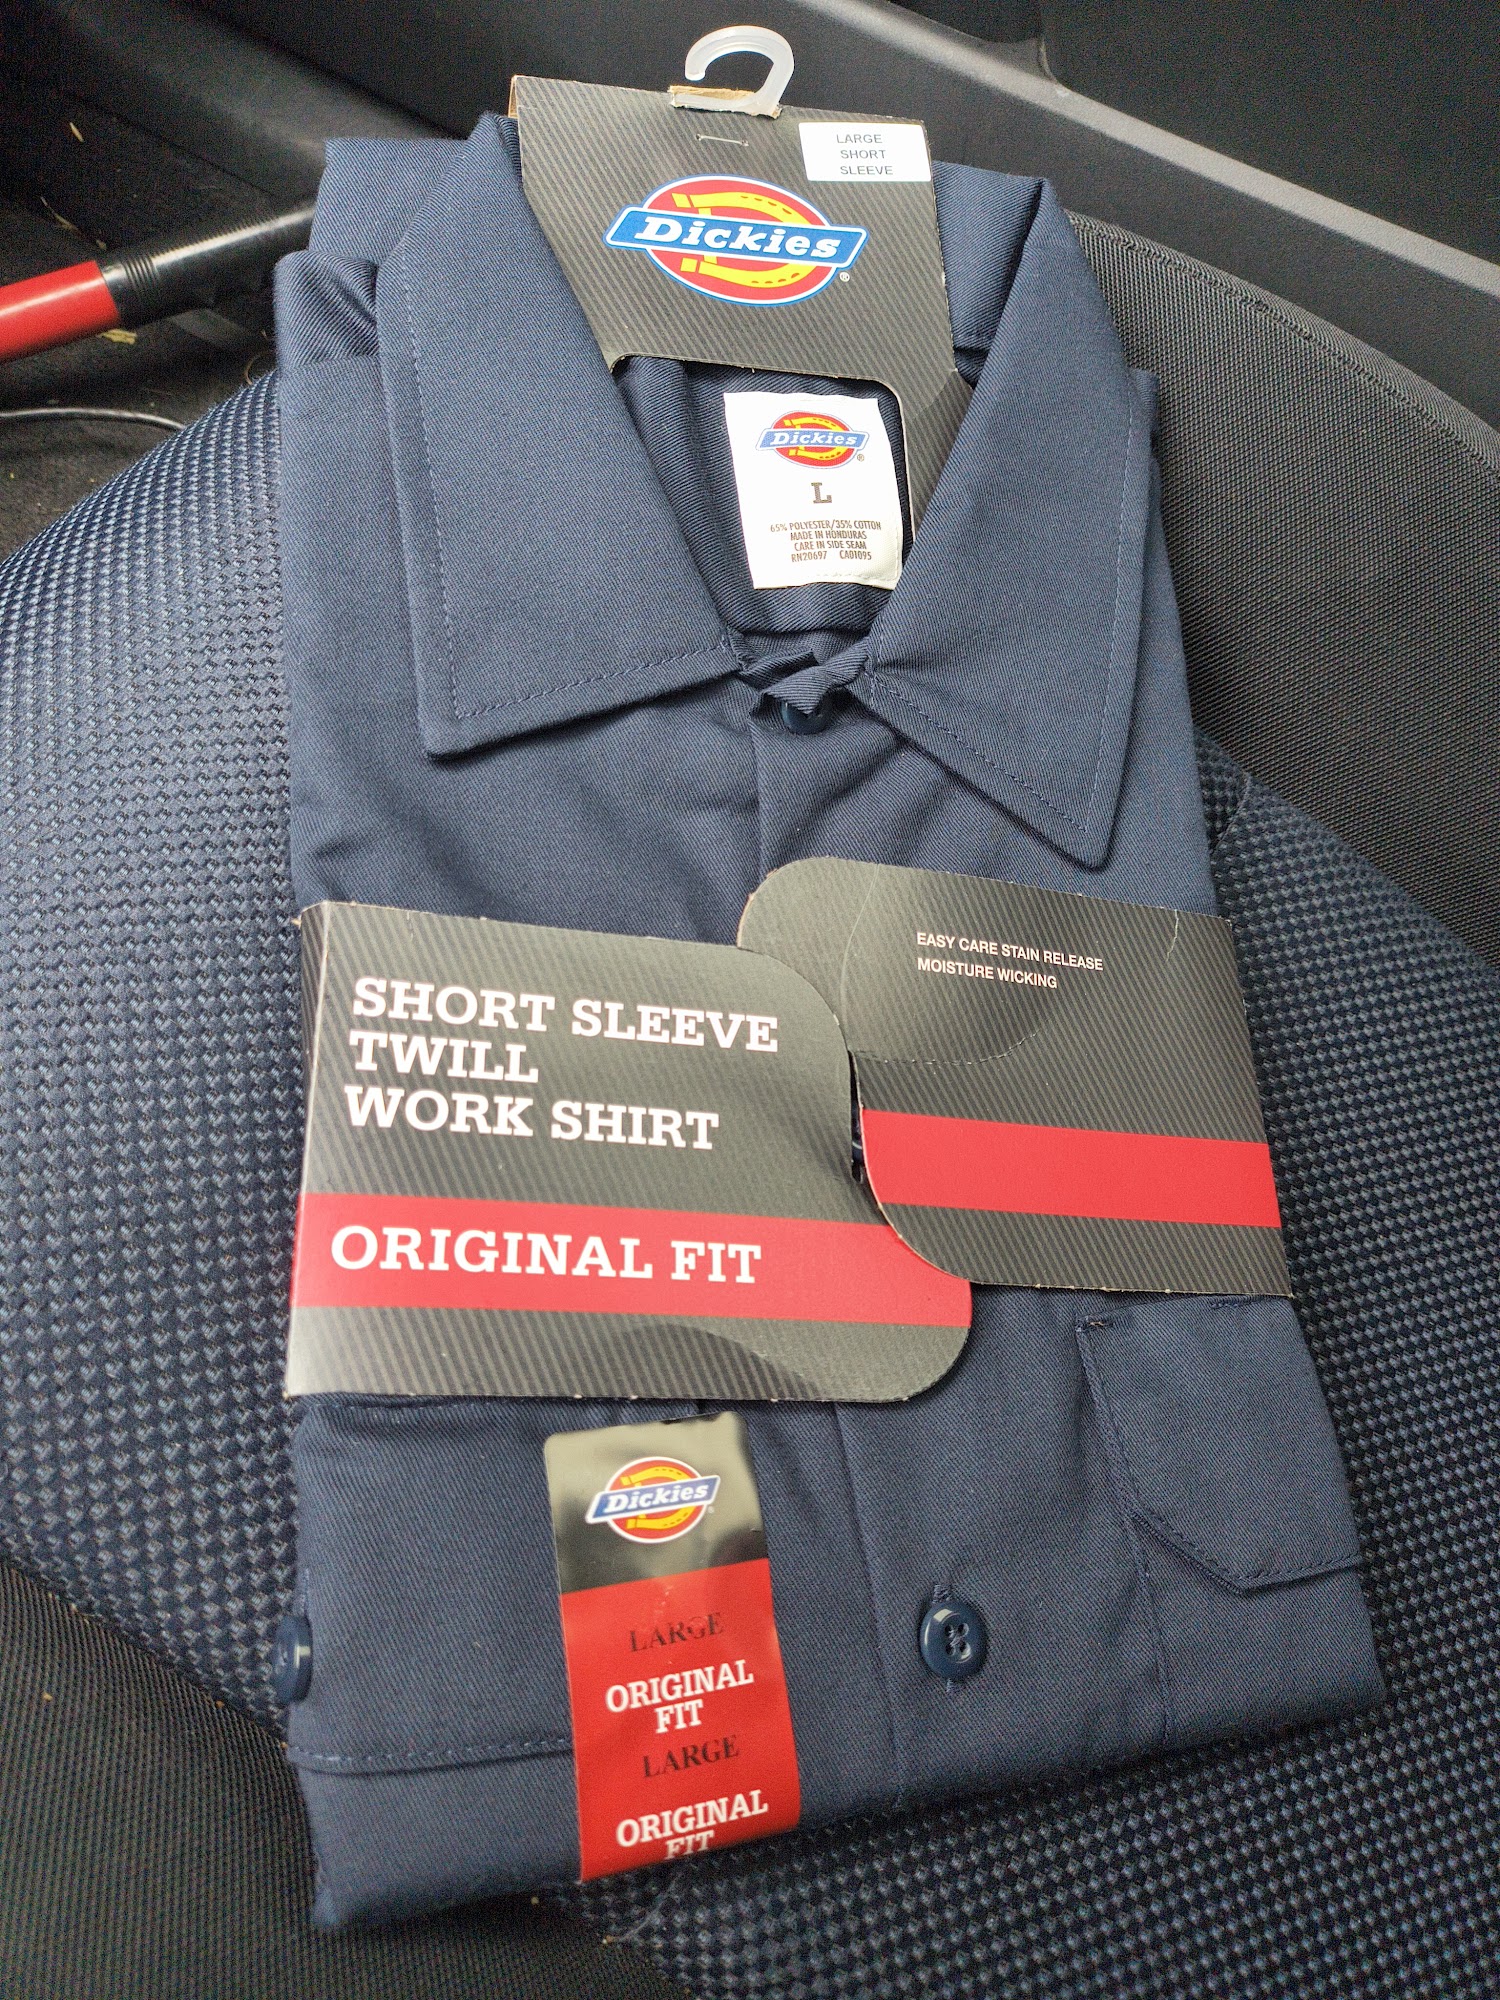 LARGE
SHORT
SLEEVE
Dickies
®
Dickies
®
L
65% POLYESTER/35% COTTON
MADE IN HONDURAS
CARE IN SIDE SEAM
RN20697 CA01095
EASY CARE STAIN RELEASE
MOISTURE WICKING
SHORT SLEEVE
TWILL
WORK SHIRT
ORIGINAL FIT
Dickies
LARGE
ORIGINAL
FIT
LARGE
ORIGINAL
FIT